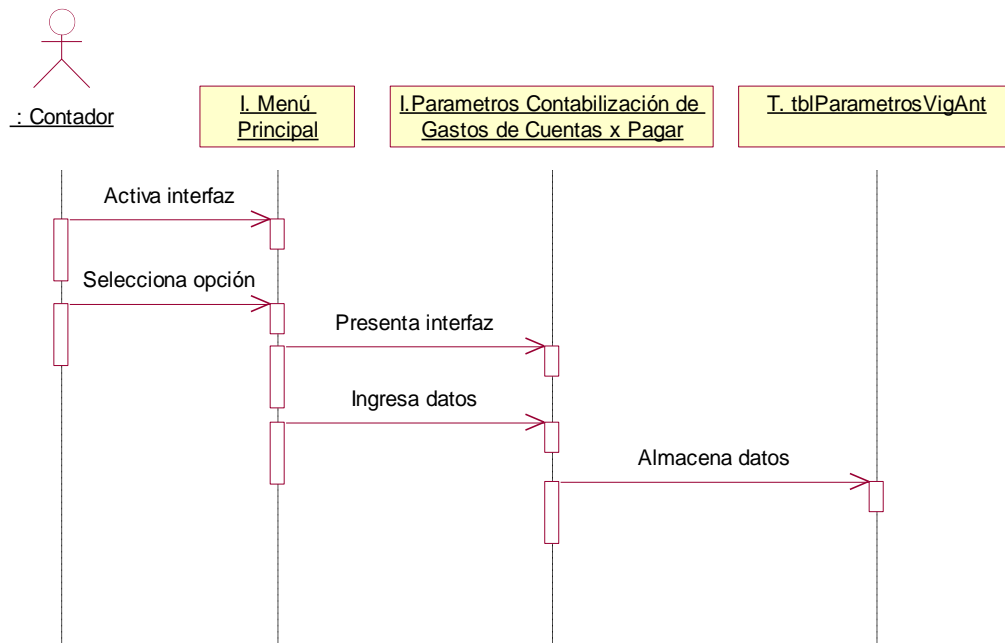 : Contador
I. Menú
Principal
I.Parametros Contabilización de
Gastos de Cuentas x Pagar
T. tblParametrosVigAnt
Activa interfaz
Selecciona opción
Presenta interfaz
Ingresa datos
Almacena datos